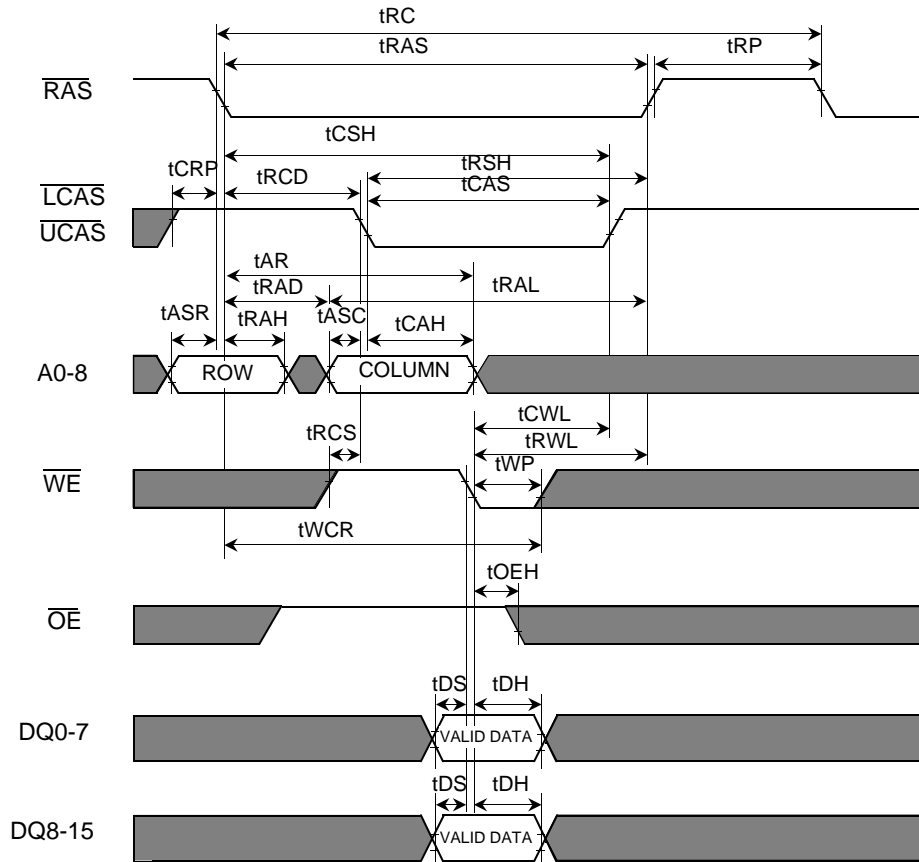 tRC
tRAS
tRP
RAS
tCSH
tCRP
tRCD
tRSH
LCAS
tCAS
UCAS
tAR
tRAD
tRAL
tASR
tRAH
tASC
tCAH
A0-8
ROW
COLUMN
tCWL
tRCS
tRWL
tWP
WE
tWCR
tOEH
OE
tDS
tDH
DQ0-7
VALID DATA
tDS
tDH
DQ8-15
VALID DATA